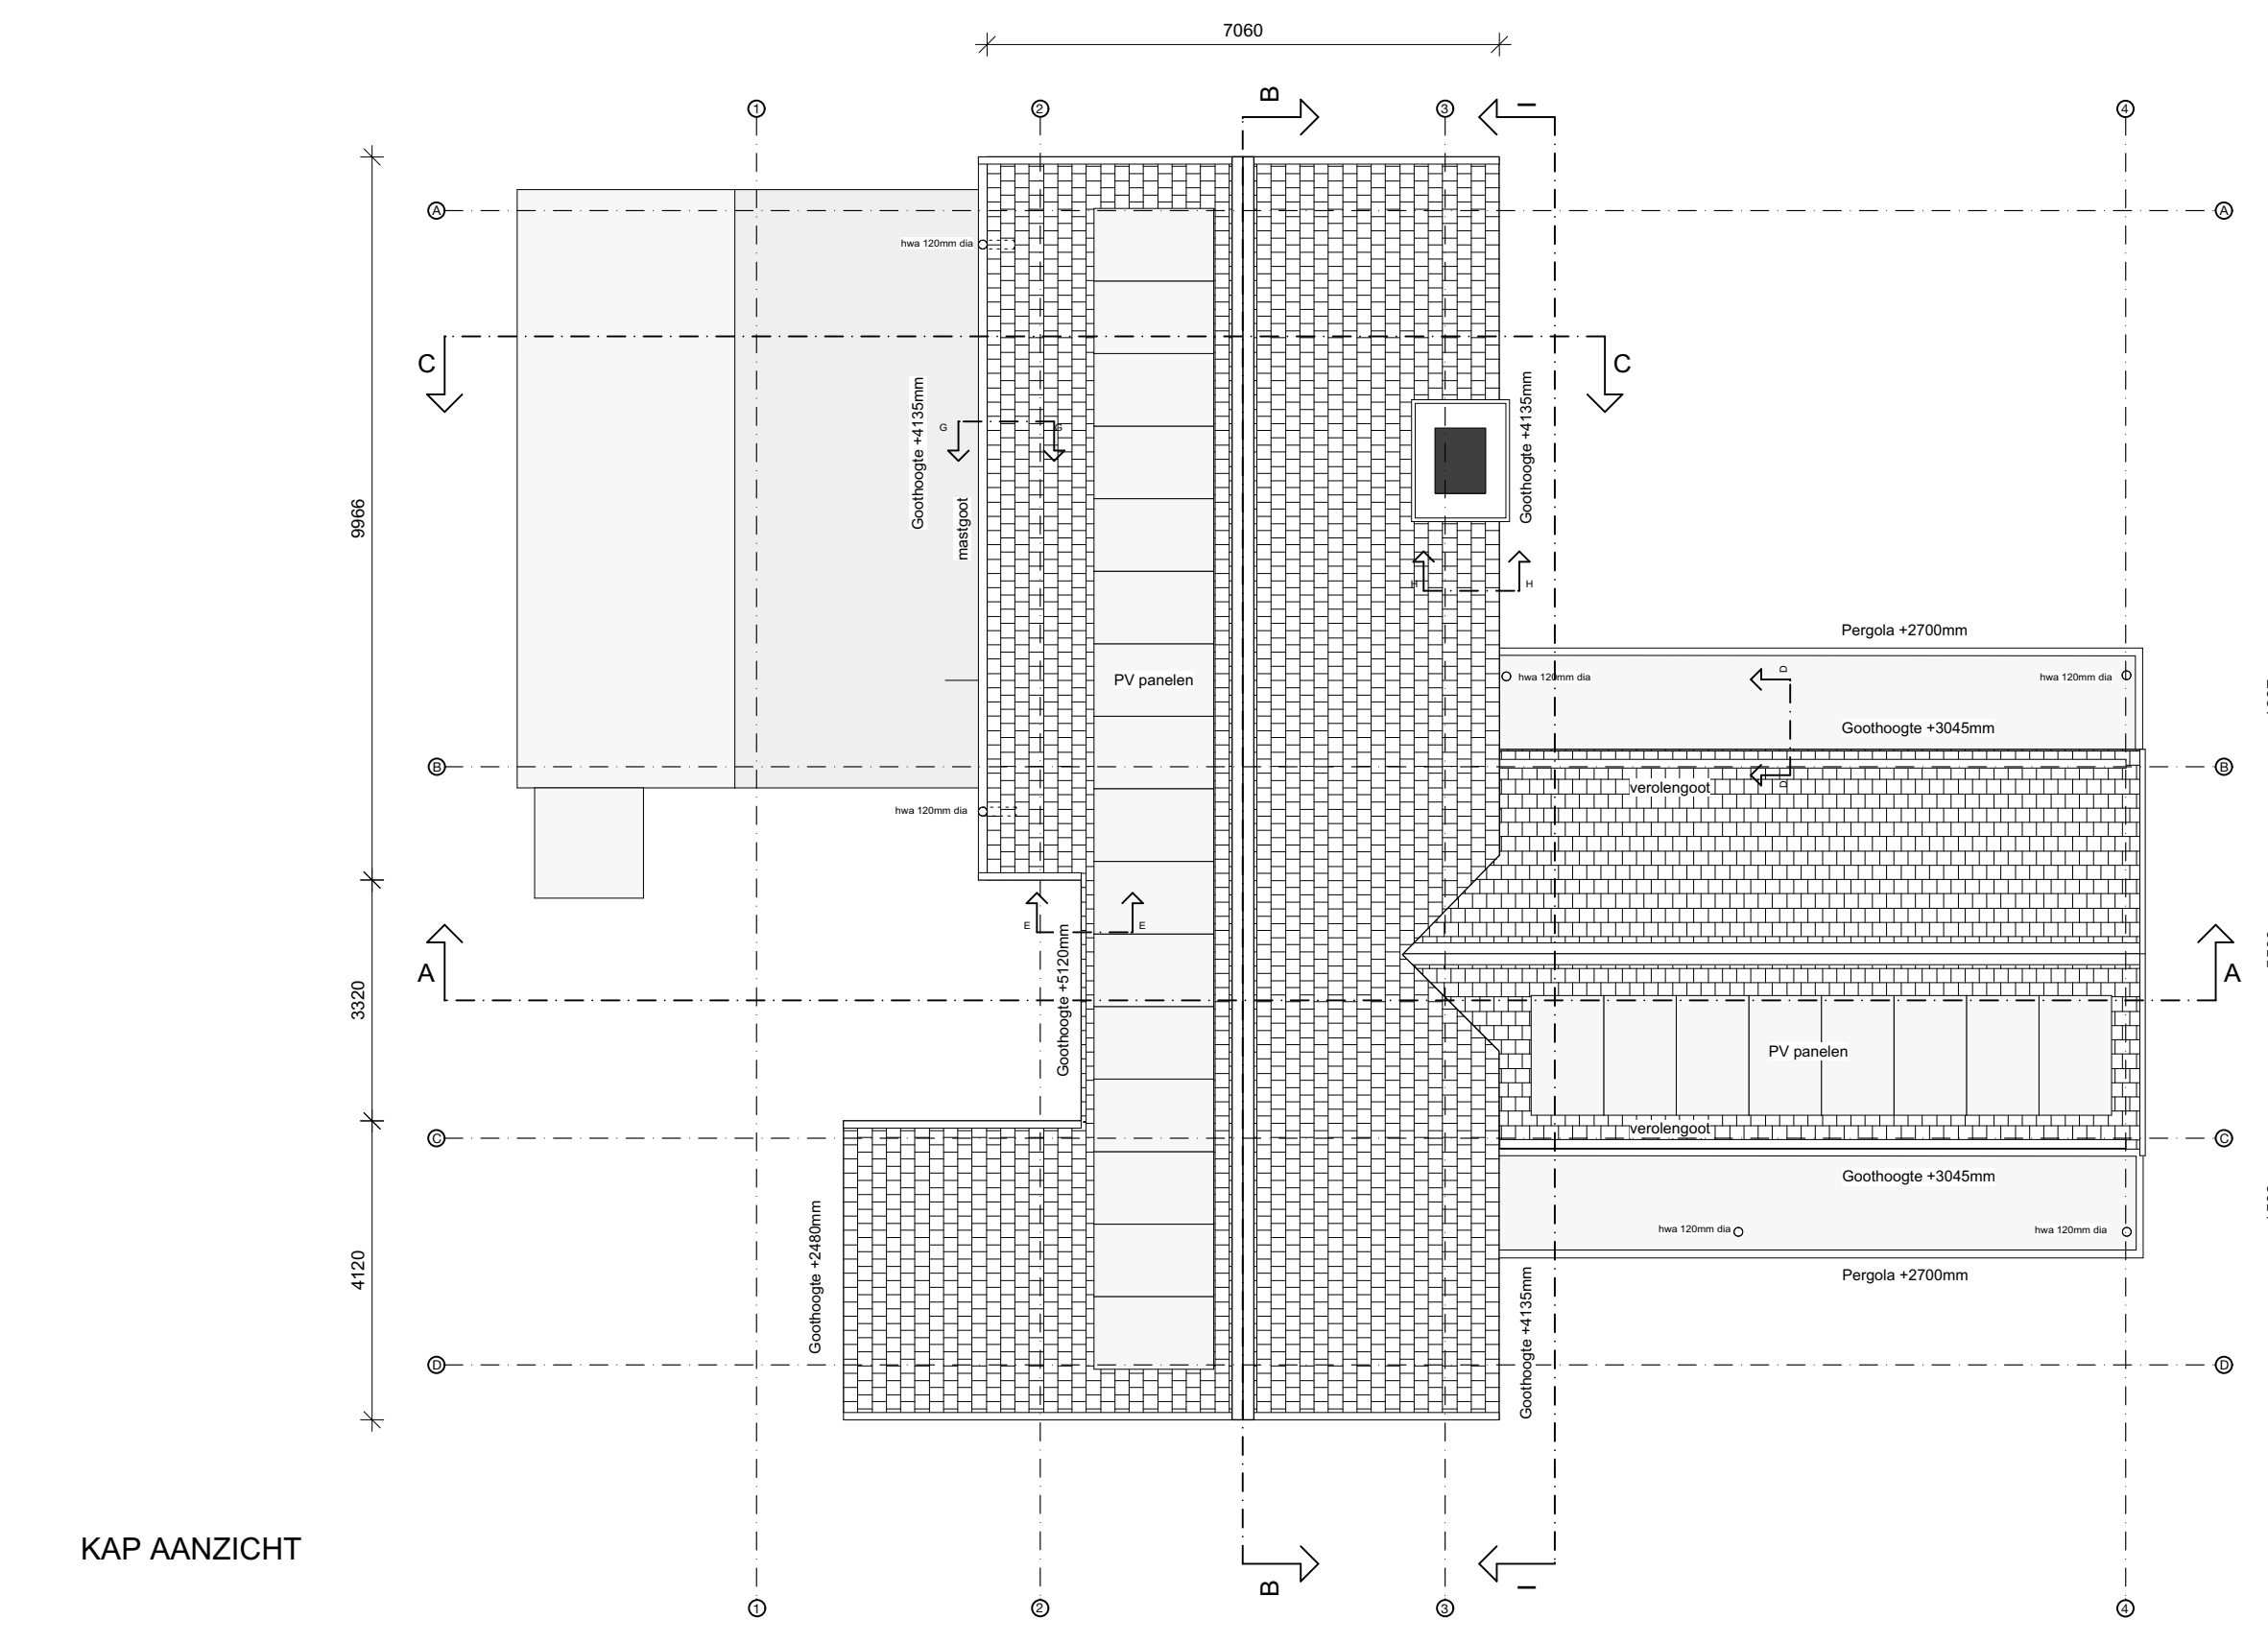 7060
B
I
1
2
3
4
A
A
hwa 120mm dia
C
C
Goothoogte +4135mm
Goothoogte +4135mm
G
G
mastgoot
9966
H
H
Pergola +2700mm
PV panelen
hwa 120mm dia
hwa 120mm dia
D
Goothoogte +3045mm
B
B
D
verolengoot
hwa 120mm dia
E
E
Goothoogte +5120mm
A
A
3320
PV panelen
verolengoot
C
C
Goothoogte +3045mm
Goothoogte +2480mm
hwa 120mm dia
hwa 120mm dia
4120
Pergola +2700mm
Goothoogte +4135mm
D
D
KAP AANZICHT
B
I
1
2
3
4